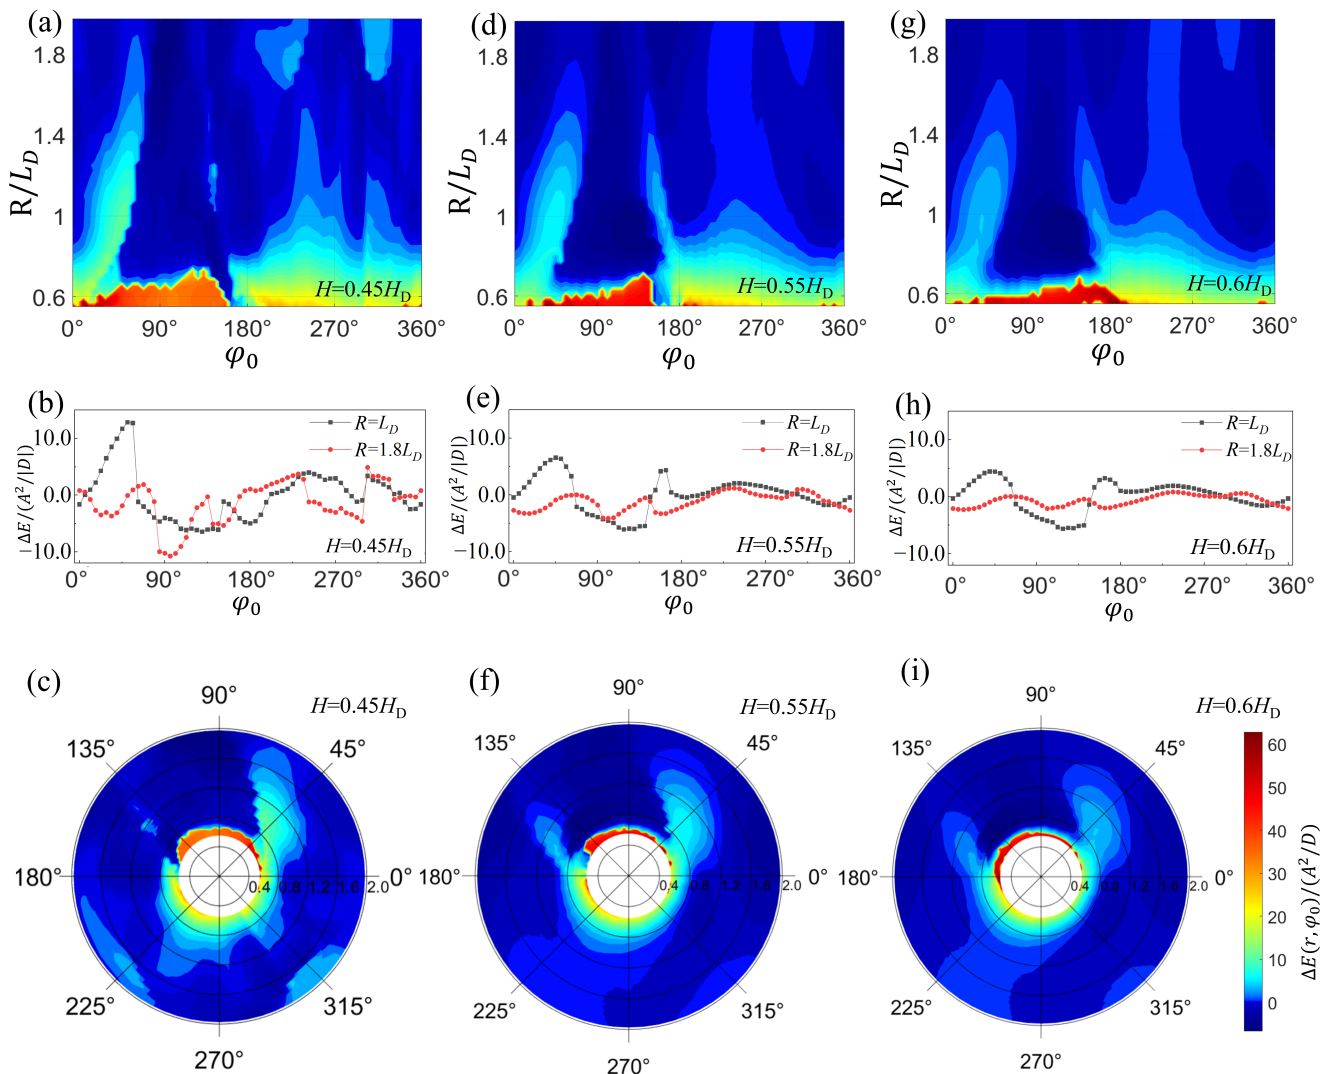 (a)
R/L_D
1.8
1.4
1
0.6
H=0.45H_D
0° 90° 180° 270° 360°
φ₀
(d)
R/L_D
1.8
1.4
1
0.6
H=0.55H_D
0° 90° 180° 270° 360°
φ₀
(g)
R/L_D
1.8
1.4
1
0.6
H=0.6H_D
0° 90° 180° 270° 360°
φ₀
(b)
ΔE/(A²/|D|)
10.0
0.0
−10.0
R=L_D
R=1.8L_D
H=0.45H_D
0° 90° 180° 270° 360°
φ₀
(e)
ΔE/(A²/|D|)
10.0
0.0
−10.0
R=L_D
R=1.8L_D
H=0.55H_D
0° 90° 180° 270° 360°
φ₀
(h)
ΔE/(A²/|D|)
10.0
0.0
−10.0
R=L_D
R=1.8L_D
H=0.6H_D
0° 90° 180° 270° 360°
φ₀
(c)
H=0.45H_D
90°
135° 45°
180° 0.4 0.8 1.2 1.6 2.0 0°
225° 315°
270°
(f)
H=0.55H_D
90°
135° 45°
180° 0.4 0.8 1.2 1.6 2.0 0°
225° 315°
270°
(i)
H=0.6H_D
90°
135° 45°
180° 0.4 0.8 1.2 1.6 2.0 0°
225° 315°
270°
60
50
40
30
20
10
5
0
ΔE(r,φ₀))/(A²/D)